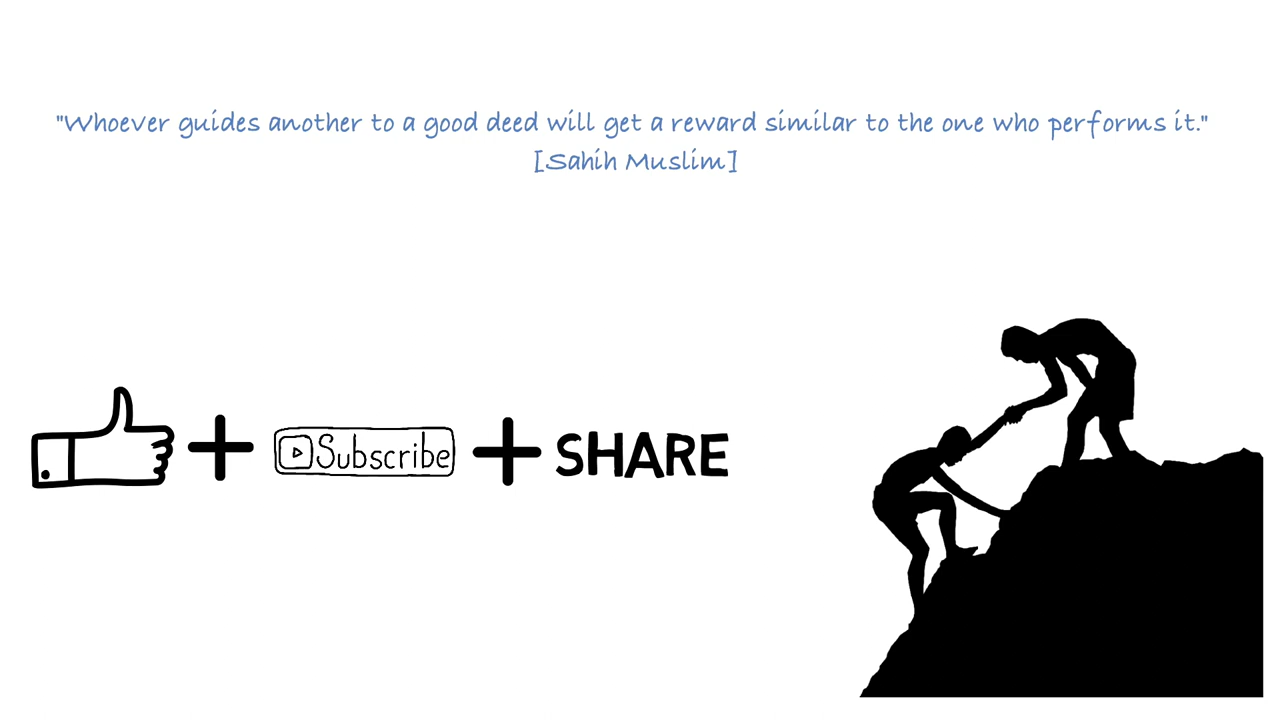 "Whoever guides another to a good deed will get a reward similar to the one who performs it."
[Sahih Muslim]
+ Subscribe + SHARE